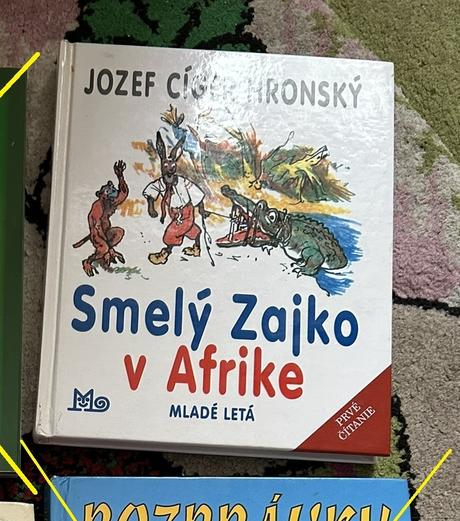 JOZEF CÍGER HRONSKÝ
Smelý Zajko
v Afrike
MLADÉ LETÁ
PRVÉ
ČÍTANIE